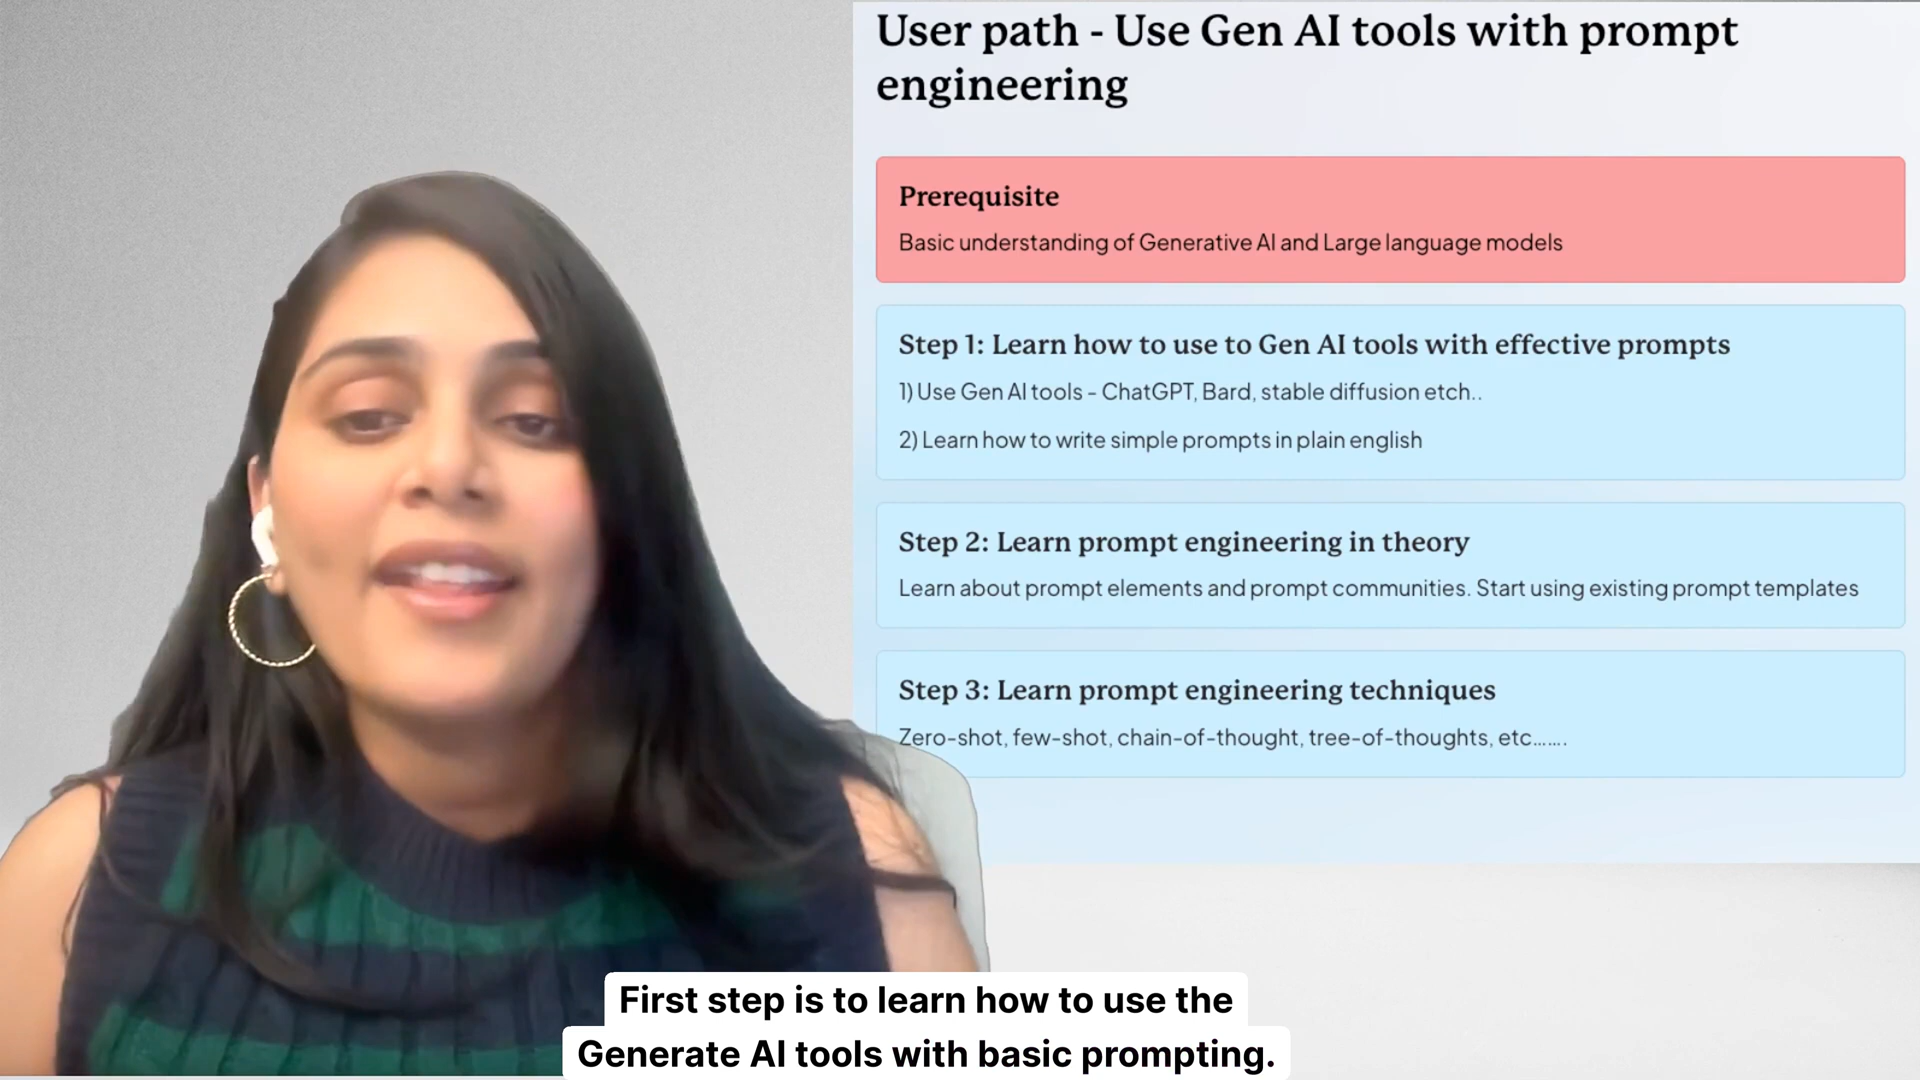 User path - Use Gen AI tools with prompt
engineering
Prerequisite
Basic understanding of Generative AI and Large language models
Step 1: Learn how to use to Gen AI tools with effective prompts
1) Use Gen AI tools - ChatGPT, Bard, stable diffusion etch..
2) Learn how to write simple prompts in plain english
Step 2: Learn prompt engineering in theory
Learn about prompt elements and prompt communities. Start using existing prompt templates
Step 3: Learn prompt engineering techniques
Zero-shot, few-shot, chain-of-thought, tree-of-thoughts, etc.......
First step is to learn how to use the
Generate AI tools with basic prompting.